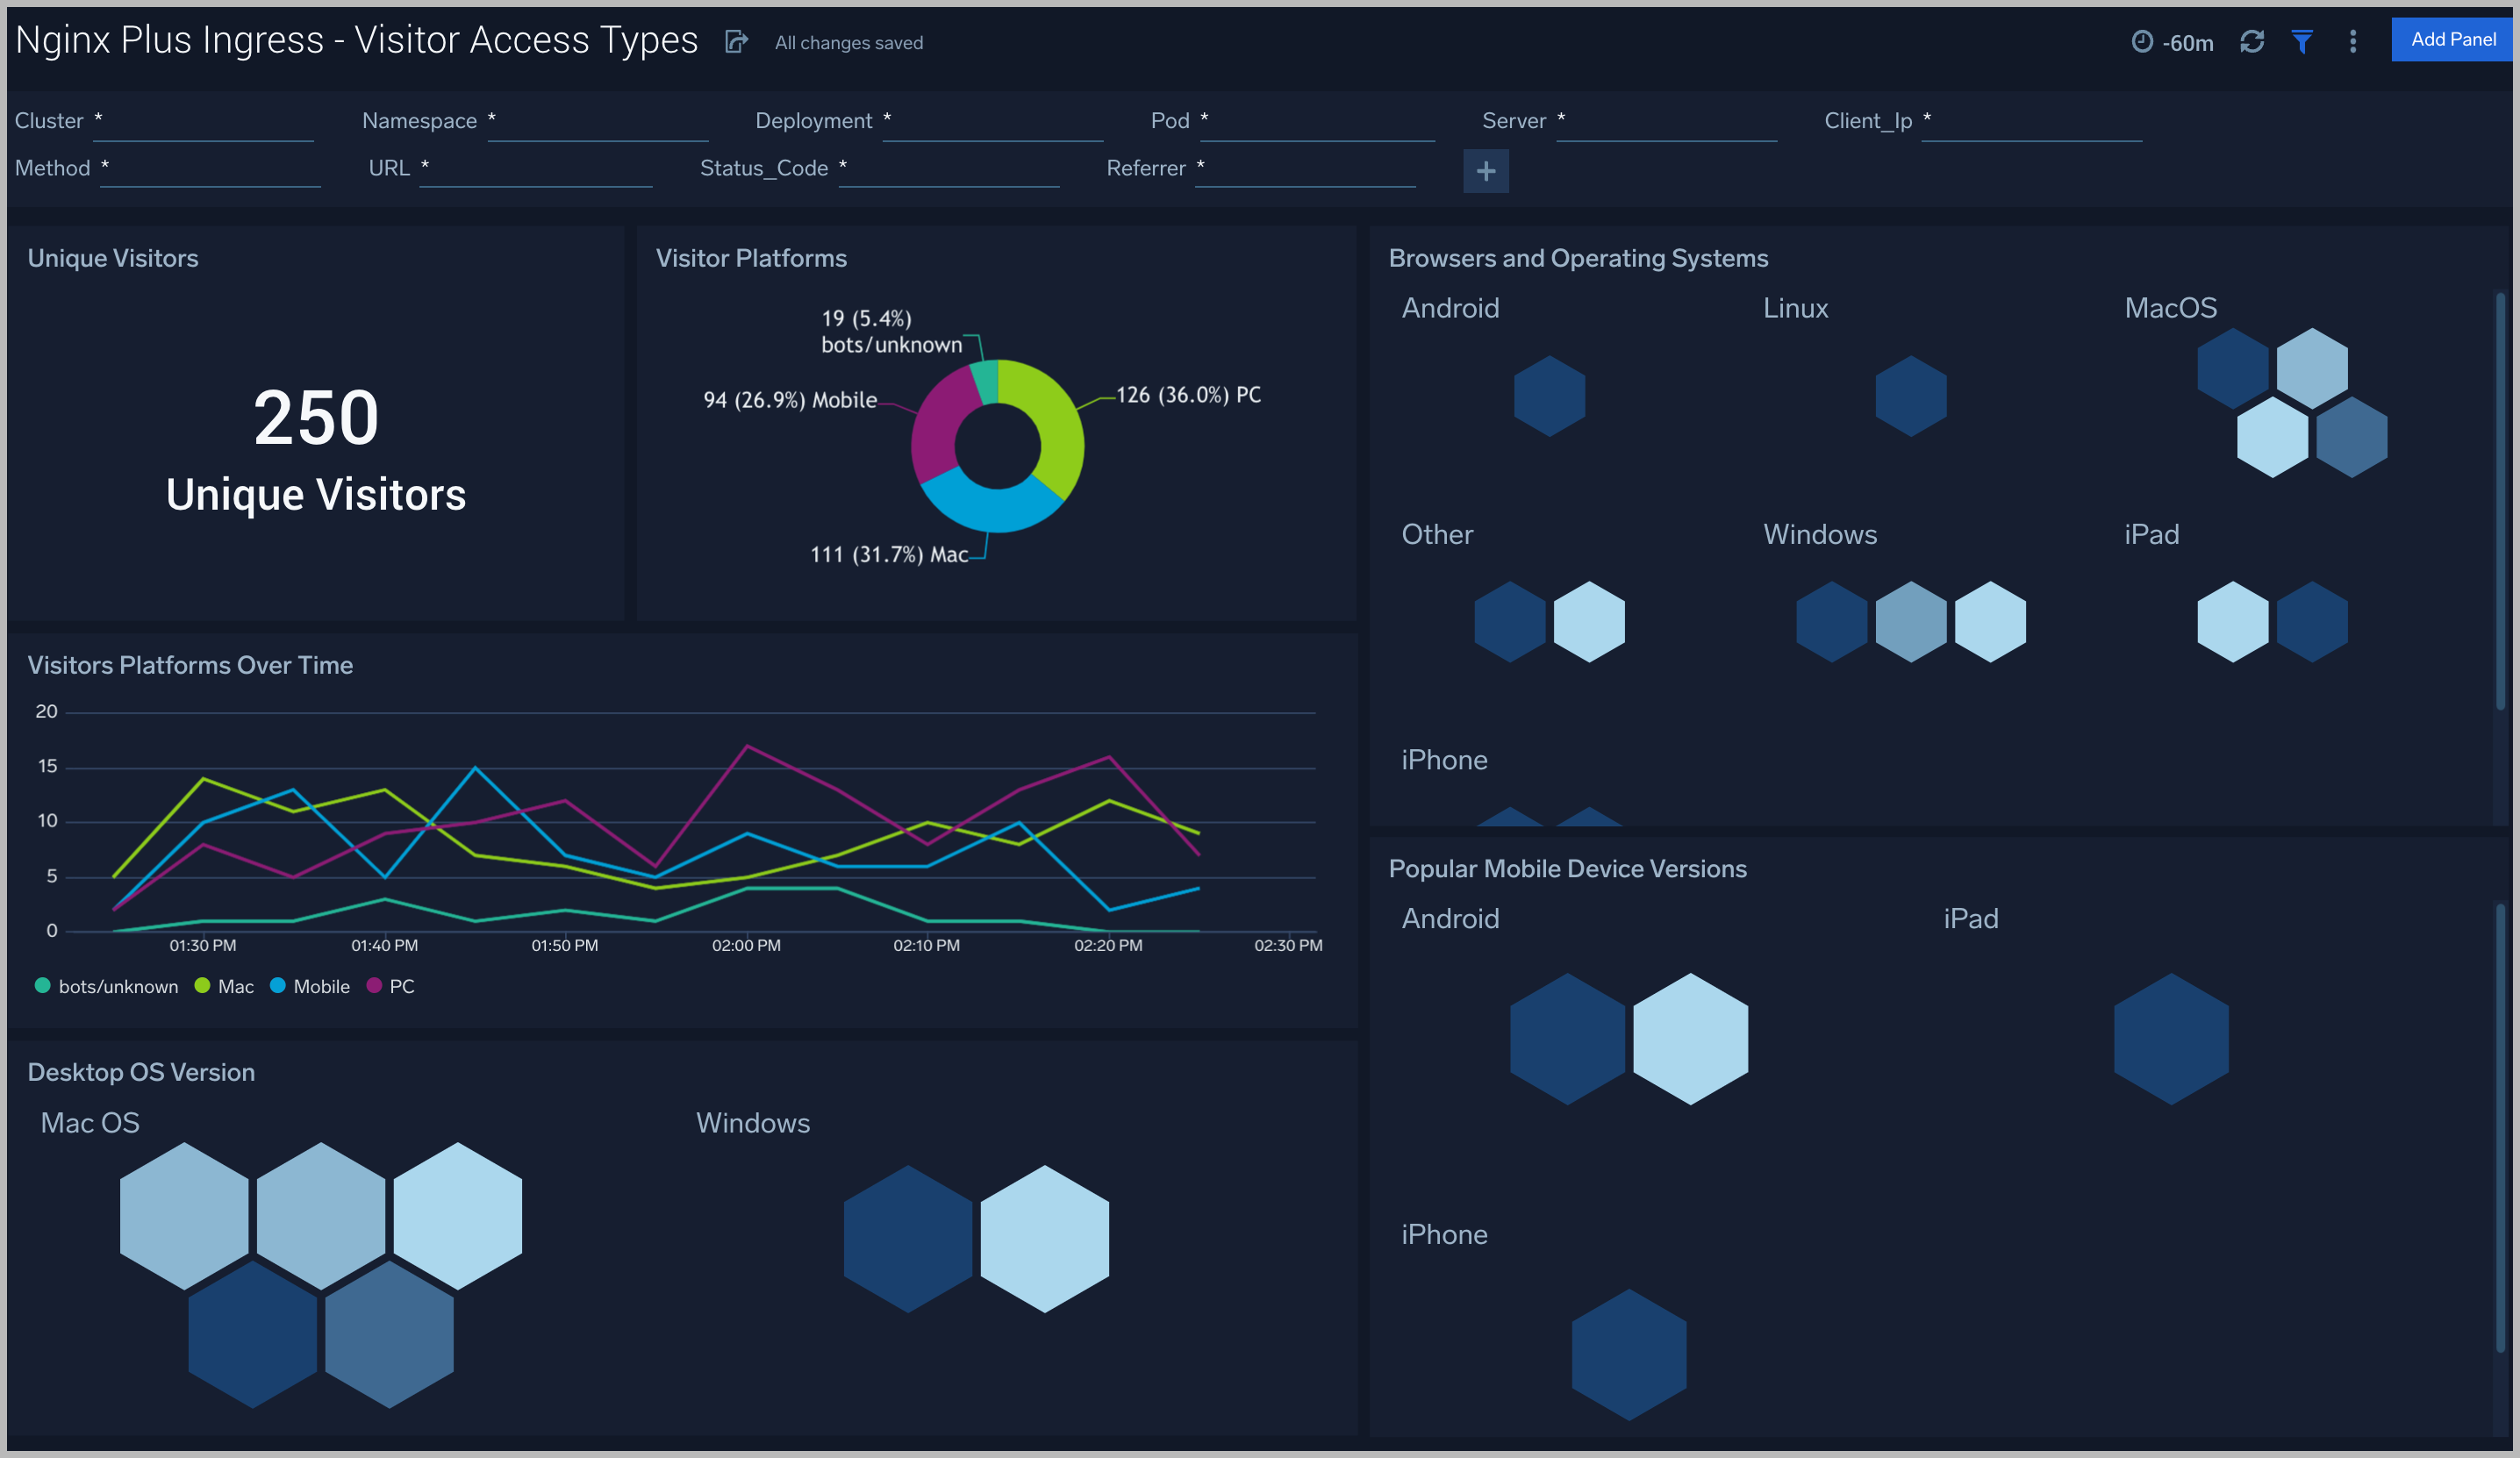 Nginx Plus Ingress - Visitor Access Types
All changes saved
-60m
Add Panel
Cluster *
Namespace *
Deployment *
Pod *
Server *
Client_Ip *
Method *
URL *
Status_Code *
Referrer *
+
Unique Visitors
250
Unique Visitors
Visitor Platforms
19 (5.4%)
bots/unknown
94 (26.9%) Mobile
126 (36.0%) PC
111 (31.7%) Mac
Visitors Platforms Over Time
20
15
10
5
0
01:30 PM
01:40 PM
01:50 PM
02:00 PM
02:10 PM
02:20 PM
02:30 PM
bots/unknown
Mac
Mobile
PC
Desktop OS Version
Mac OS
Windows
Browsers and Operating Systems
Android
Linux
MacOS
Other
Windows
iPad
iPhone
Popular Mobile Device Versions
Android
iPad
iPhone